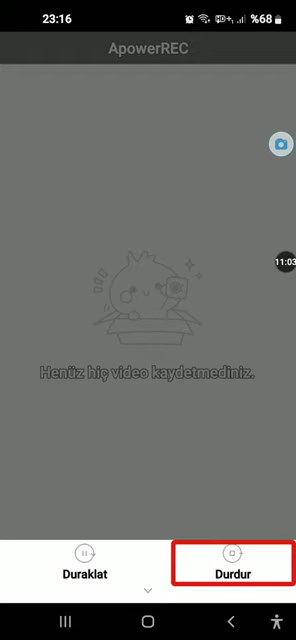 23:16
%68
ApowerREC
11:03
Henüz hiç video kaydetmediniz.
Duraklat
Durdur